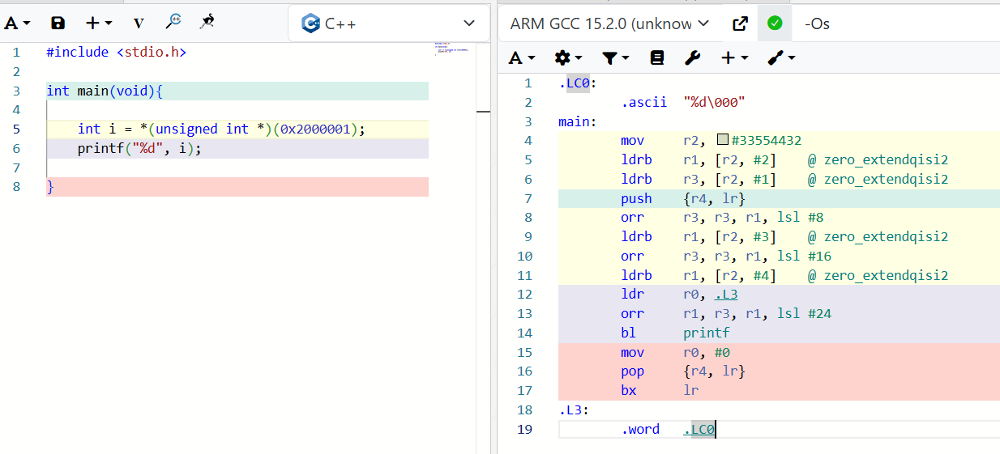 A
V
C++
1 #include <stdio.h>
2
3 int main(void){
4
5 int i = *(unsigned int *)(0x2000001);
6 printf("%d", i);
7
8 }
ARM GCC 15.2.0 (unknow
-Os
A
1 .LC0:
2 .ascii "%d\000"
3 main:
4 mov r2, #33554432
5 ldrb r1, [r2, #2] @ zero_extendqisi2
6 ldrb r3, [r2, #1] @ zero_extendqisi2
7 push {r4, lr}
8 orr r3, r3, r1, lsl #8
9 ldrb r1, [r2, #3] @ zero_extendqisi2
10 orr r3, r3, r1, lsl #16
11 ldrb r1, [r2, #4] @ zero_extendqisi2
12 ldr r0, .L3
13 orr r1, r3, r1, lsl #24
14 bl printf
15 mov r0, #0
16 pop {r4, lr}
17 bx lr
18 .L3:
19 .word .LC0